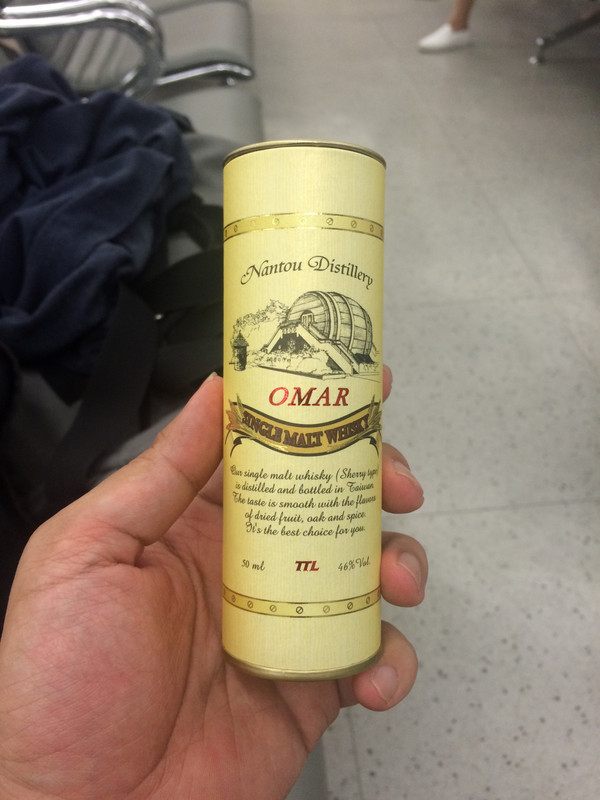 Nantou Distillery
OMAR
SINGLE MALT WHISKY
Our single malt whisky (Sherry type)
is distilled and bottled in Taiwan.
The taste is smooth with the flavors
of dried fruit, oak and spice.
It's the best choice for you.
50 ml TTL 46% Vol.